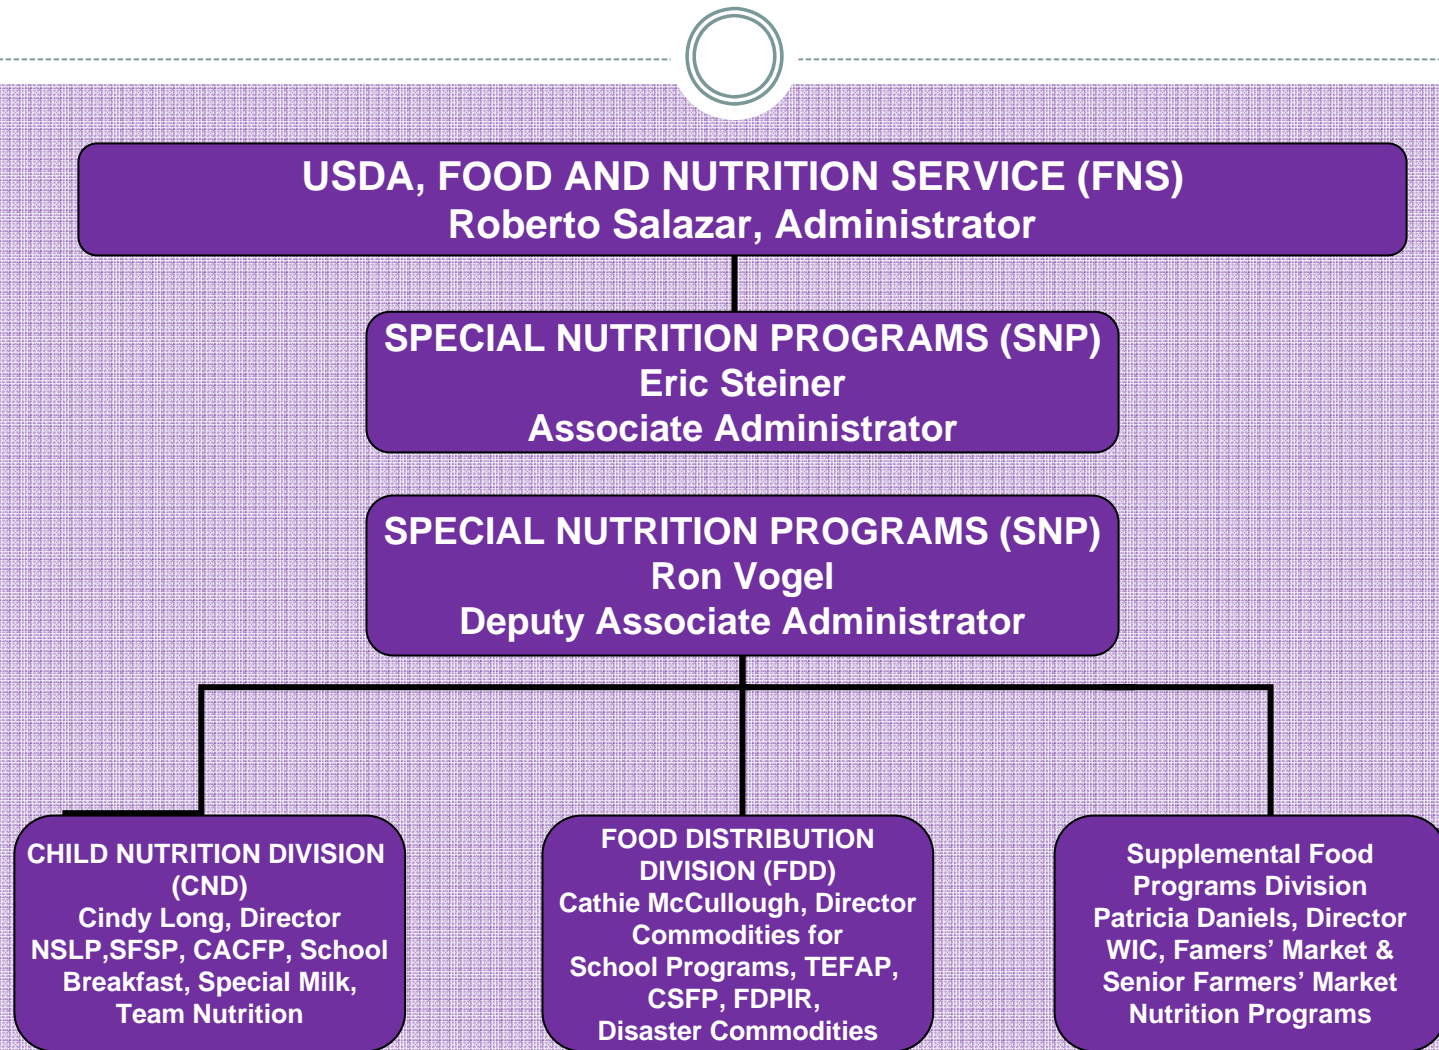 USDA, FOOD AND NUTRITION SERVICE (FNS)
Roberto Salazar, Administrator
SPECIAL NUTRITION PROGRAMS (SNP)
Eric Steiner
Associate Administrator
SPECIAL NUTRITION PROGRAMS (SNP)
Ron Vogel
Deputy Associate Administrator
CHILD NUTRITION DIVISION
(CND)
Cindy Long, Director
NSLP,SFSP, CACFP, School
Breakfast, Special Milk,
Team Nutrition
FOOD DISTRIBUTION
DIVISION (FDD)
Cathie McCullough, Director
Commodities for
School Programs, TEFAP,
CSFP, FDPIR,
Disaster Commodities
Supplemental Food
Programs Division
Patricia Daniels, Director
WIC, Famers’ Market &
Senior Farmers’ Market
Nutrition Programs